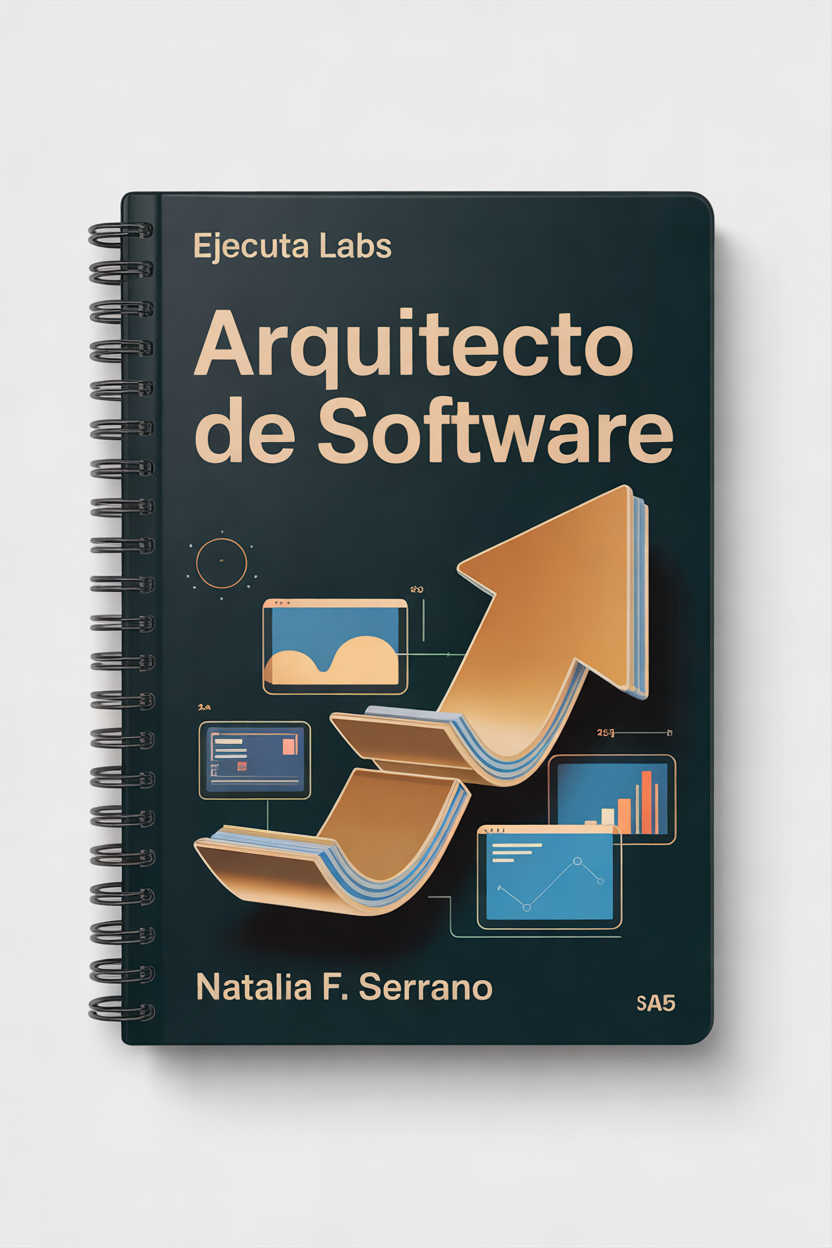 Ejecuta Labs
Arquitecto
de Software
Natalia F. Serrano
SA5